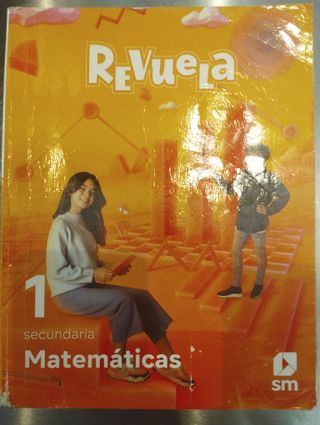 REVUeLa
1
secundaria
Matemáticas
sm